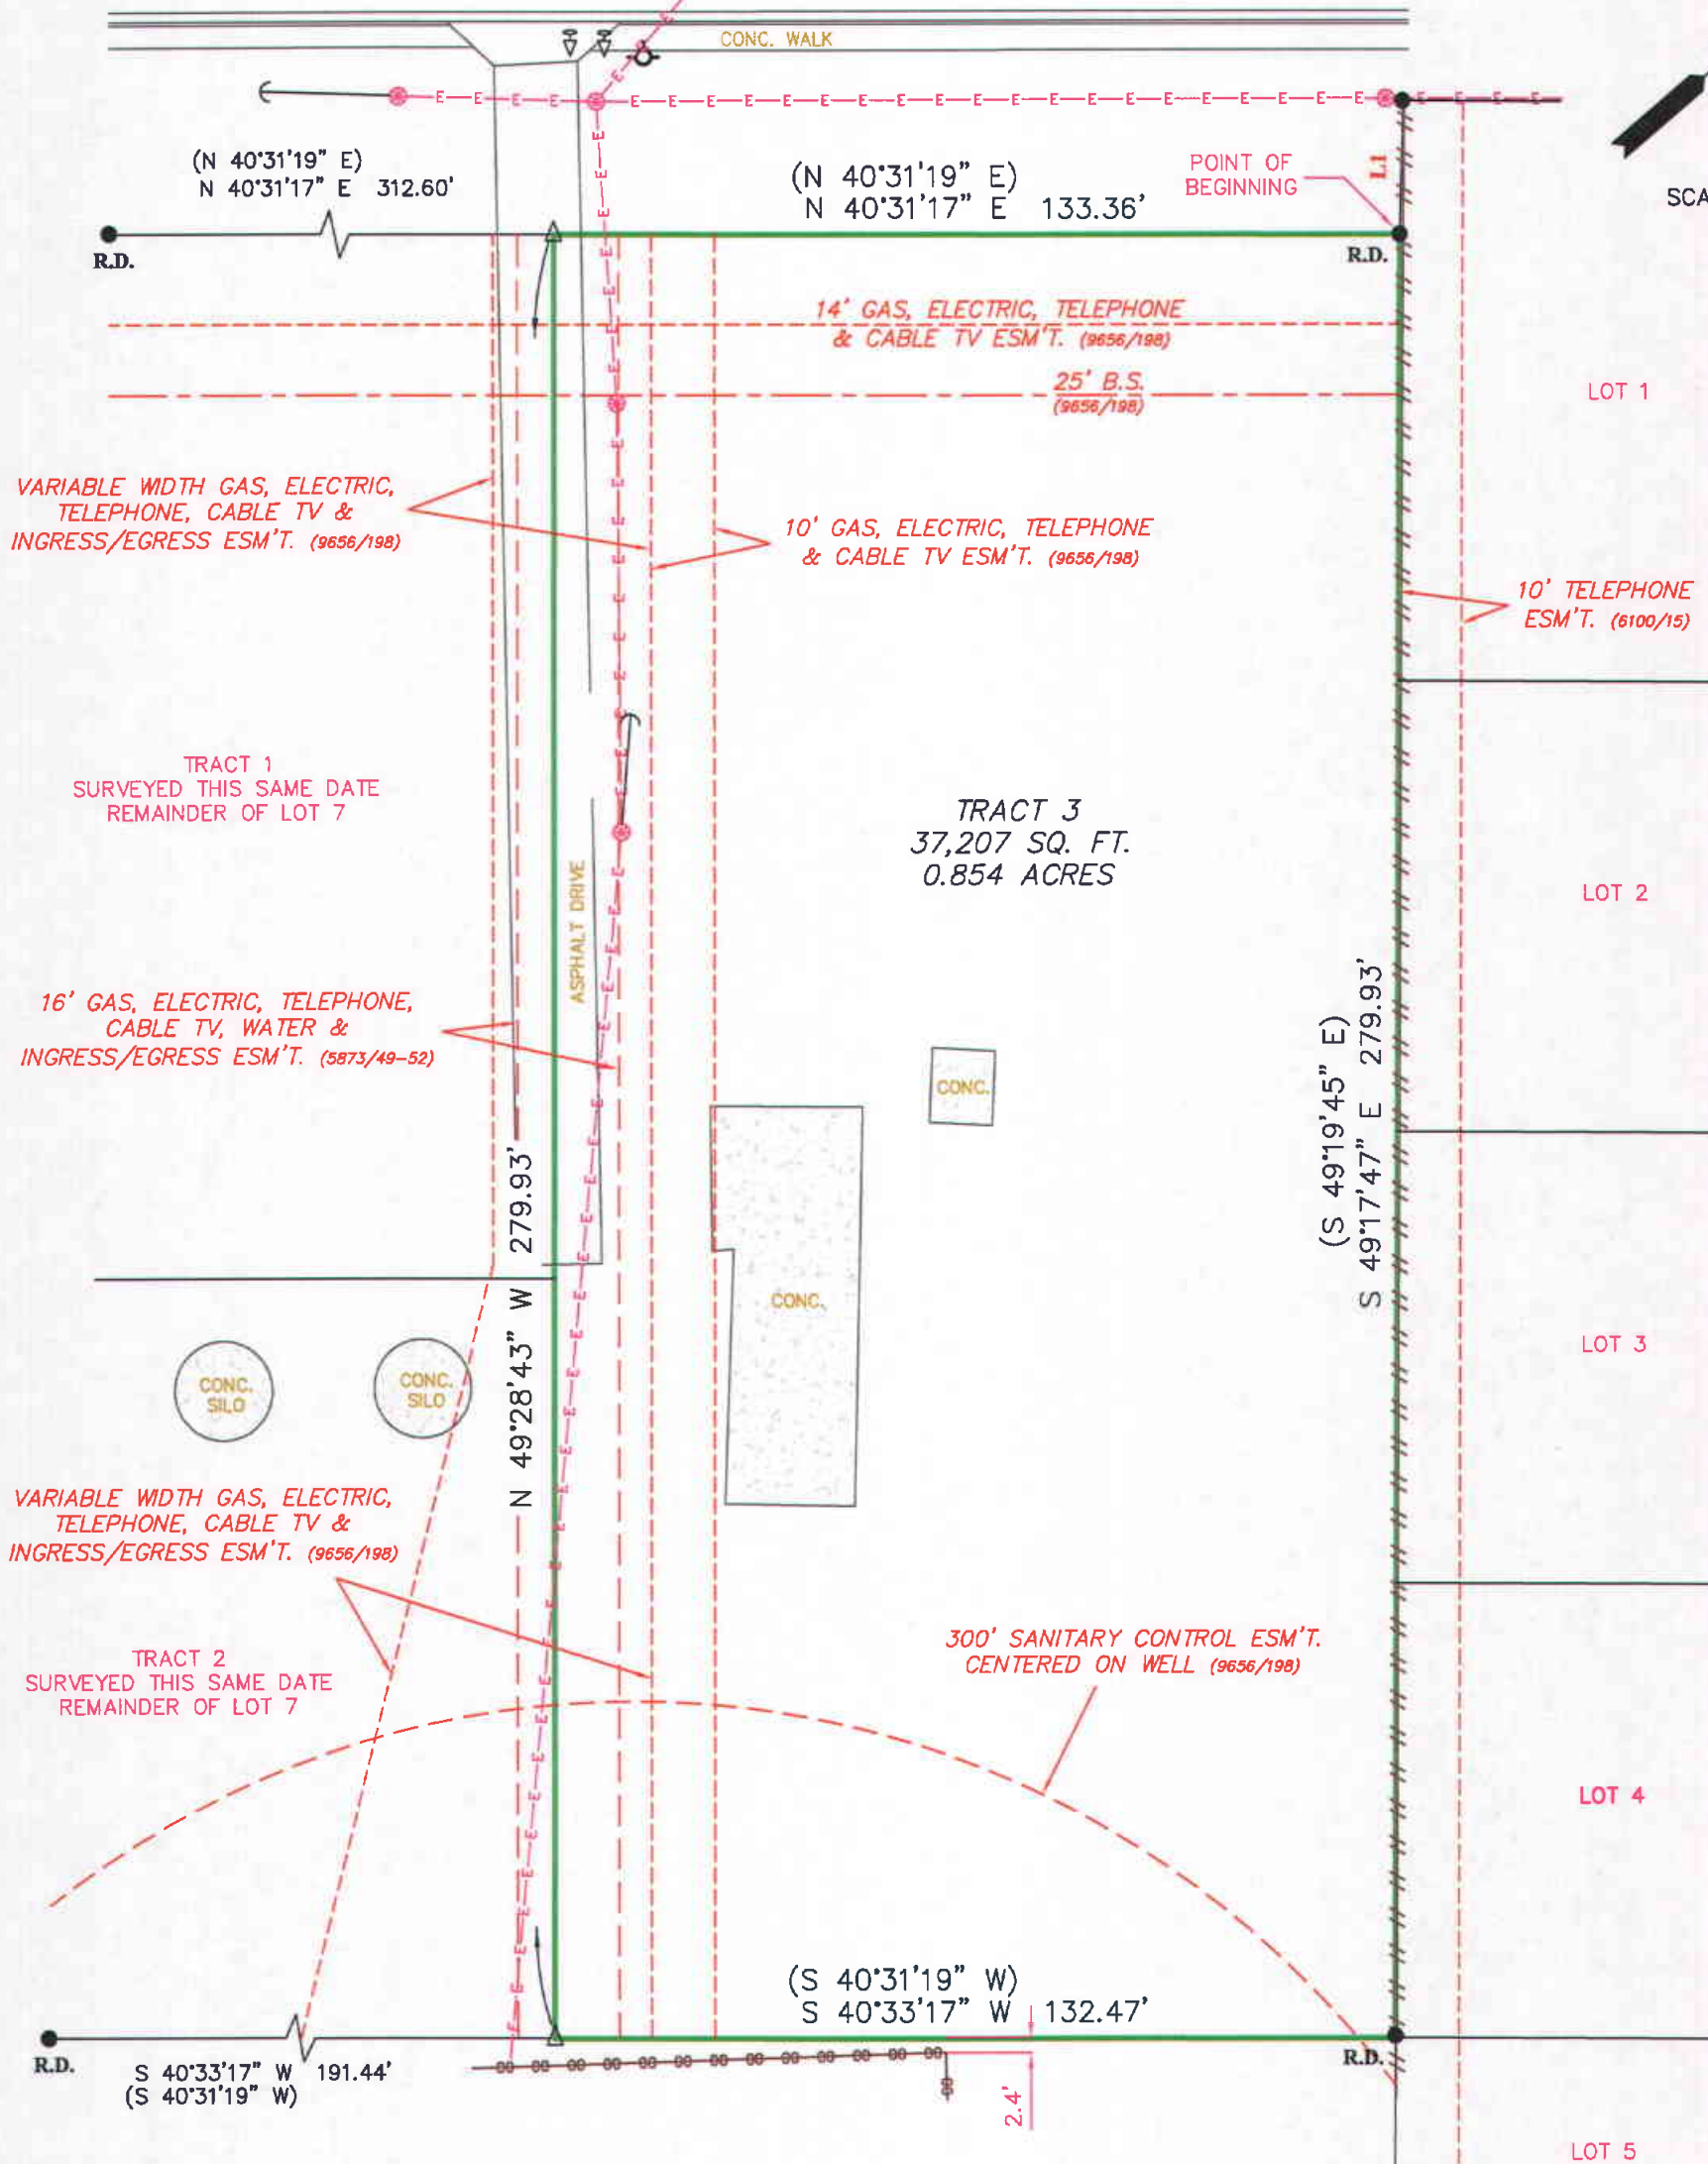 CONC. WALK
E E E E E E E E E E E E E E E E E E E E E E E E E
(N 40°31'19" E)
N 40°31'17" E 312.60'
(N 40°31'19" E)
N 40°31'17" E 133.36'
POINT OF
BEGINNING
L1
SCA
R.D.
R.D.
14' GAS, ELECTRIC, TELEPHONE
& CABLE TV ESM'T. (9656/198)
25' B.S.
(9656/198)
LOT 1
VARIABLE WIDTH GAS, ELECTRIC,
TELEPHONE, CABLE TV &
INGRESS/EGRESS ESM'T. (9656/198)
10' GAS, ELECTRIC, TELEPHONE
& CABLE TV ESM'T. (9656/198)
10' TELEPHONE
ESM'T. (6100/15)
TRACT 1
SURVEYED THIS SAME DATE
REMAINDER OF LOT 7
TRACT 3
37,207 SQ. FT.
0.854 ACRES
ASPHALT DRIVE
LOT 2
16' GAS, ELECTRIC, TELEPHONE,
CABLE TV, WATER &
INGRESS/EGRESS ESM'T. (5873/49-52)
CONC.
(S 49°19'45" E)
S 49°17'47" E 279.93'
N 49°28'43" W 279.93'
CONC.
LOT 3
CONC.
SILO
CONC.
SILO
VARIABLE WIDTH GAS, ELECTRIC,
TELEPHONE, CABLE TV &
INGRESS/EGRESS ESM'T. (9656/198)
TRACT 2
SURVEYED THIS SAME DATE
REMAINDER OF LOT 7
300' SANITARY CONTROL ESM'T.
CENTERED ON WELL (9656/198)
LOT 4
(S 40°31'19" W)
S 40°33'17" W 132.47'
R.D.
S 40°33'17" W 191.44'
(S 40°31'19" W)
R.D.
2.4'
LOT 5